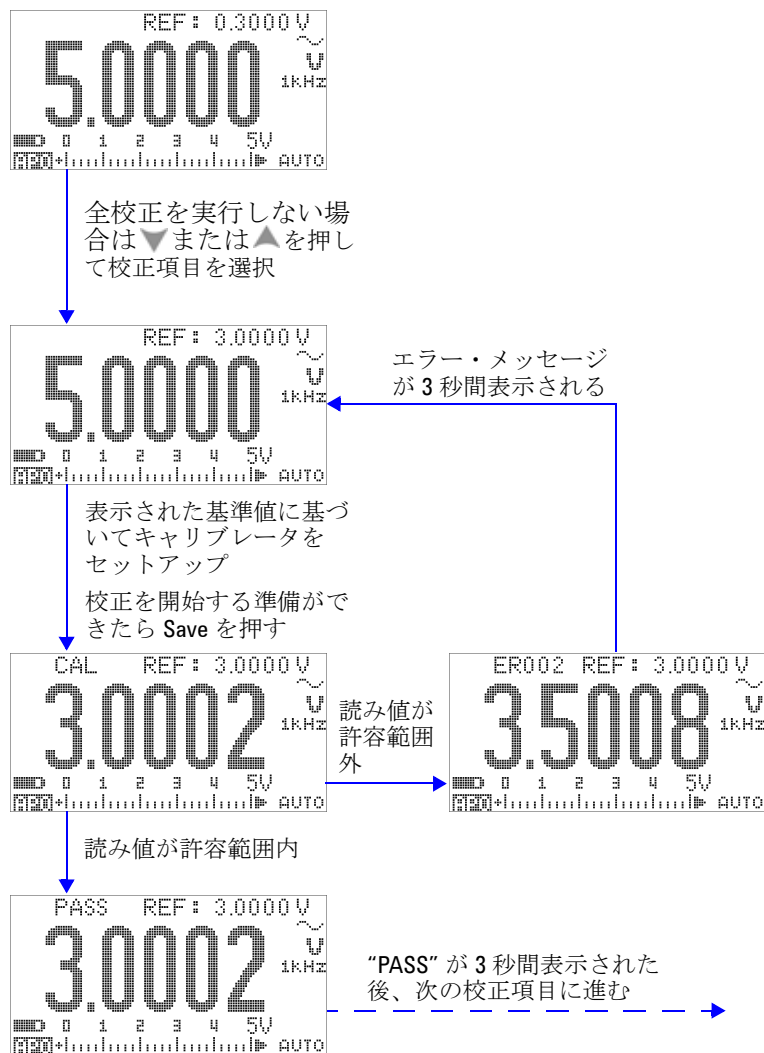 REF: 0.3000 V
5.0000 V
1kHz
0 1 2 3 4 5V
APO AUTO
全校正を実行しない場
合は▼または▲を押し
て校正項目を選択
REF: 3.0000 V
5.0000 V
1kHz
0 1 2 3 4 5V
APO AUTO
エラー・メッセージ
が 3 秒間表示される
表示された基準値に基づ
いてキャリブレータを
セットアップ
校正を開始する準備がで
きたら Save を押す
CAL REF: 3.0000 V
3.0002 V
1kHz
0 1 2 3 4 5V
APO AUTO
読み値が
許容範囲
外
ER002 REF: 3.0000 V
3.5008 V
1kHz
0 1 2 3 4 5V
APO AUTO
読み値が許容範囲内
PASS REF: 3.0000 V
3.0002 V
1kHz
0 1 2 3 4 5V
APO AUTO
“PASS” が 3 秒間表示された
後、次の校正項目に進む